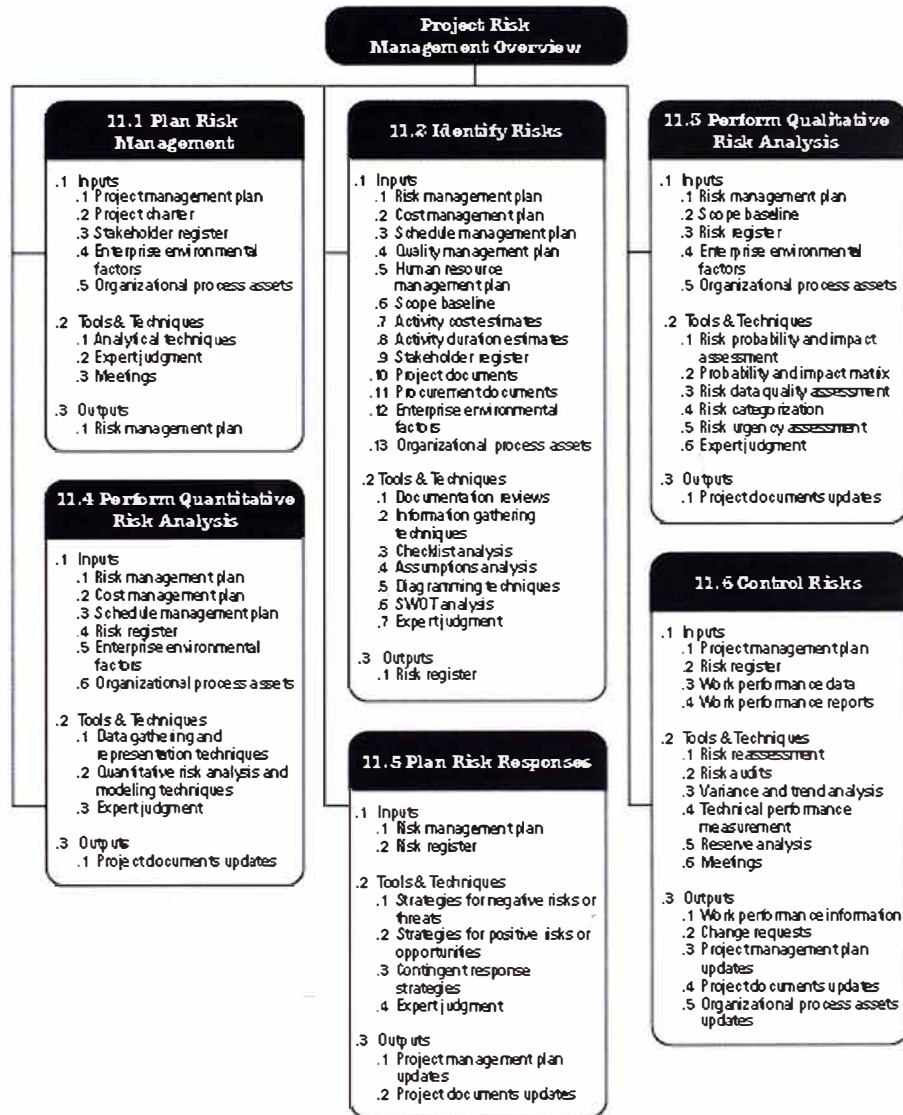 Project Risk
Management Overview
11.1 Plan Risk
Management
.1 Inputs
.1 Project management plan
.2 Project charter
.3 Stakeholder register
.4 Enterprise environmental
factors
.5 Organizational process assets
.2 Tools & Techniques
.1 Analytical techniques
.2 Expert judgment
.3 Meetings
.3 Outputs
.1 Risk management plan
11.2 Identify Risks
.1 Inputs
.1 Risk management plan
.2 Cost management plan
.3 Schedule management plan
.4 Quality management plan
.5 Human resource
management plan
.6 Scope baseline
.7 Activity cost estimates
.8 Activity duration estimates
.9 Stakeholder register
.10 Project documents
.11 Procurement documents
.12 Enterprise environmental
factors
.13 Organizational process assets
.2 Tools & Techniques
.1 Documentation reviews
.2 Information gathering
techniques
.3 Checklist analysis
.4 Assumptions analysis
.5 Diagramming techniques
.6 SWOT analysis
.7 Expert judgment
.3 Outputs
.1 Risk register
11.3 Perform Qualitative
Risk Analysis
.1 Inputs
.1 Risk management plan
.2 Scope baseline
.3 Risk register
.4 Enterprise environmental
factors
.5 Organizational process assets
.2 Tools & Techniques
.1 Risk probability and impact
assessment
.2 Probability and impact matrix
.3 Risk data quality assessment
.4 Risk categorization
.5 Risk urgency assessment
.6 Expert judgment
.3 Outputs
.1 Project documents updates
11.4 Perform Quantitative
Risk Analysis
.1 Inputs
.1 Risk management plan
.2 Cost management plan
.3 Schedule management plan
.4 Risk register
.5 Enterprise environmental
factors
.6 Organizational process assets
.2 Tools & Techniques
.1 Data gathering and
representation techniques
.2 Quantitative risk analysis and
modeling techniques
.3 Expert judgment
.3 Outputs
.1 Project documents updates
11.5 Plan Risk Responses
.1 Inputs
.1 Risk management plan
.2 Risk register
.2 Tools & Techniques
.1 Strategies for negative risks or
threats
.2 Strategies for positive risks or
opportunities
.3 Contingent response
strategies
.4 Expert judgment
.3 Outputs
.1 Project management plan
updates
.2 Project documents updates
11.6 Control Risks
.1 Inputs
.1 Project management plan
.2 Risk register
.3 Work performance data
.4 Work performance reports
.2 Tools & Techniques
.1 Risk reassessment
.2 Risk audits
.3 Variance and trend analysis
.4 Technical performance
measurement
.5 Reserve analysis
.6 Meetings
.3 Outputs
.1 Work performance information
.2 Change requests
.3 Project management plan
updates
.4 Project documents updates
.5 Organizational process assets
updates